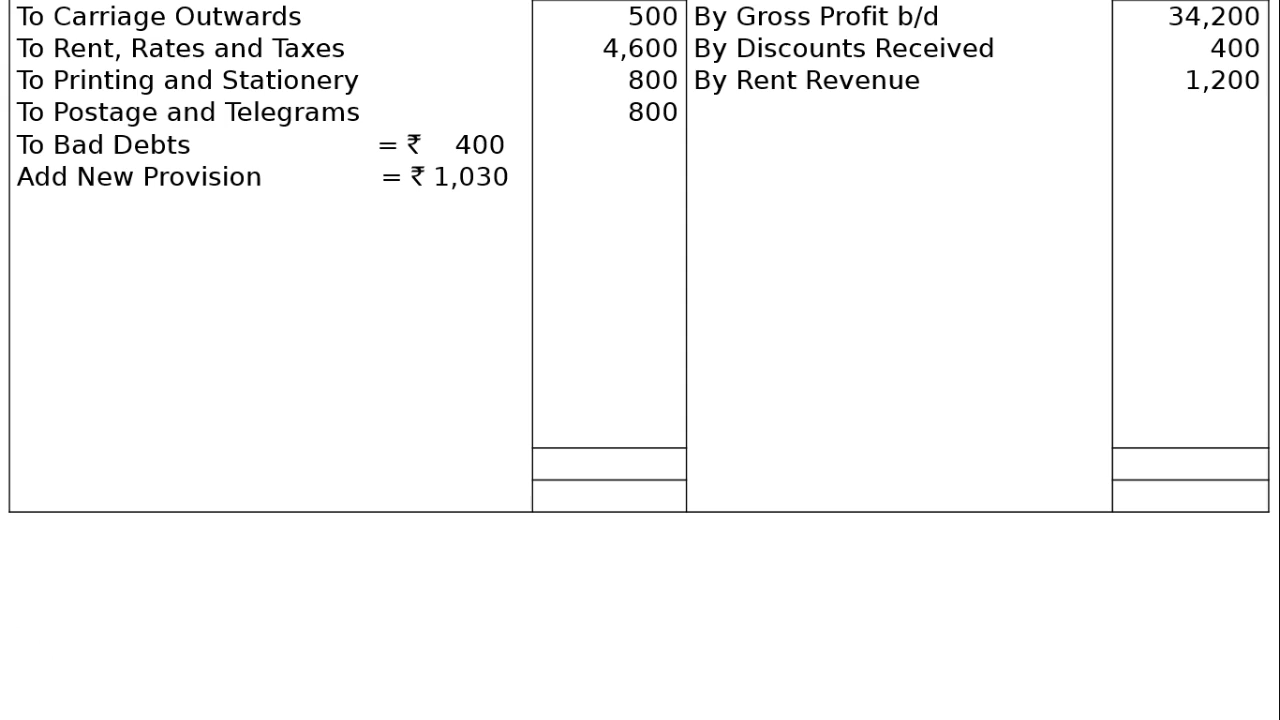 To Carriage Outwards 500 By Gross Profit b/d 34,200
To Rent, Rates and Taxes 4,600 By Discounts Received 400
To Printing and Stationery 800 By Rent Revenue 1,200
To Postage and Telegrams 800
To Bad Debts = ₹ 400
Add New Provision = ₹ 1,030